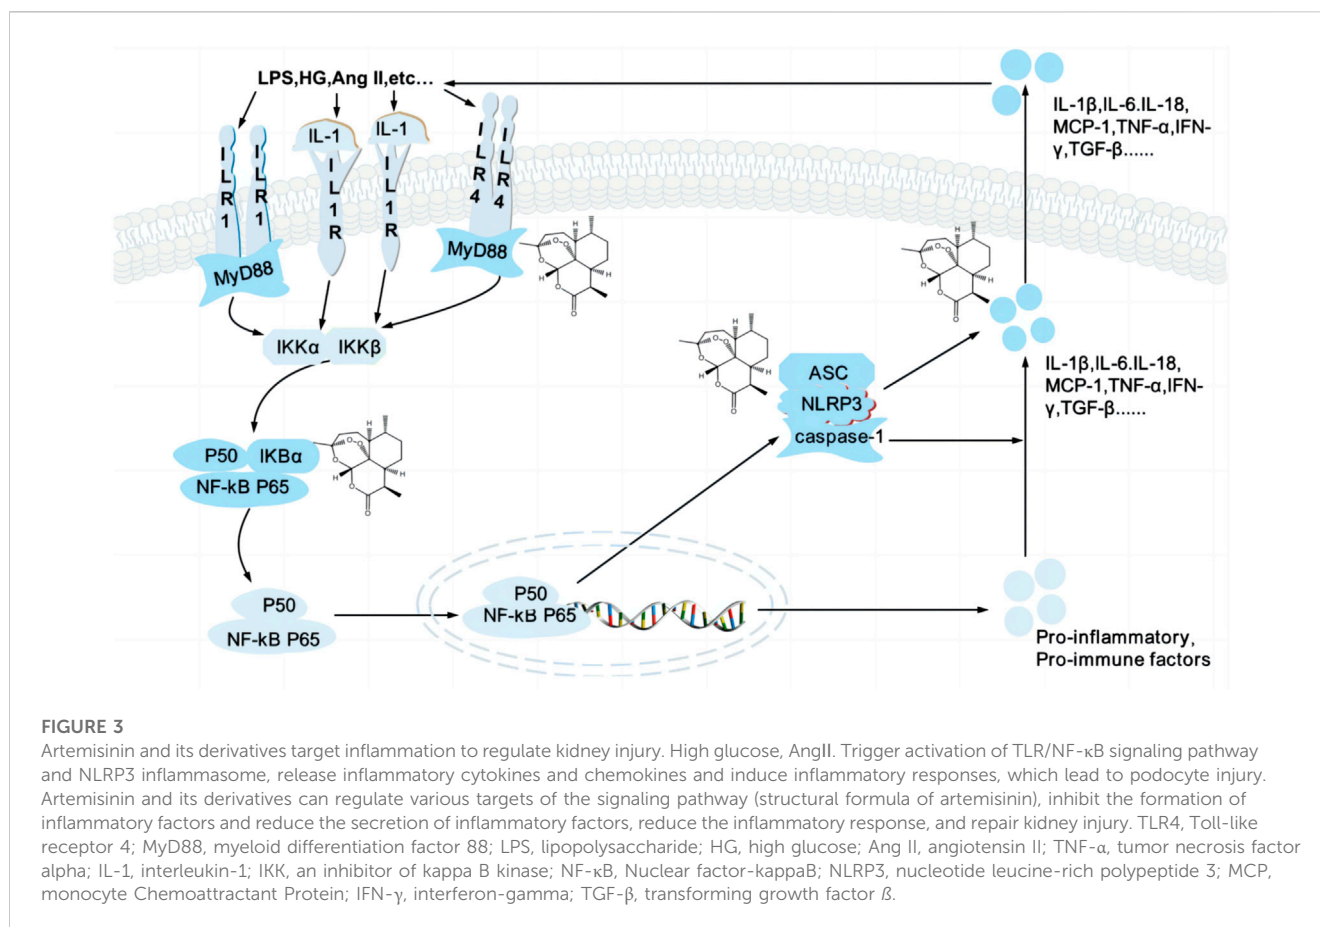 LPS,HG,Ang II,etc...
IL-1
IL-1
ILR1
ILR1
IL1R
IL1R
ILR4
ILR4
MyD88
MyD88
IKKα
IKKβ
P50
IKBα
NF-kB P65
P50
NF-kB P65
P50
NF-kB P65
ASC
NLRP3
caspase-1
IL-1β,IL-6.IL-18,
MCP-1,TNF-α,IFN-
γ,TGF-β......
IL-1β,IL-6.IL-18,
MCP-1,TNF-α,IFN-
γ,TGF-β......
Pro-inflammatory,
Pro-immune factors
H
O
O
O
H
H
O
O
H
O
O
O
H
H
O
O
H
O
O
O
H
H
O
O
H
O
O
O
H
H
O
O
FIGURE 3
Artemisinin and its derivatives target inflammation to regulate kidney injury. High glucose, AngII. Trigger activation of TLR/NF-κB signaling pathway
and NLRP3 inflammasome, release inflammatory cytokines and chemokines and induce inflammatory responses, which lead to podocyte injury.
Artemisinin and its derivatives can regulate various targets of the signaling pathway (structural formula of artemisinin), inhibit the formation of
inflammatory factors and reduce the secretion of inflammatory factors, reduce the inflammatory response, and repair kidney injury. TLR4, Toll-like
receptor 4; MyD88, myeloid differentiation factor 88; LPS, lipopolysaccharide; HG, high glucose; Ang II, angiotensin II; TNF-α, tumor necrosis factor
alpha; IL-1, interleukin-1; IKK, an inhibitor of kappa B kinase; NF-κB, Nuclear factor-kappaB; NLRP3, nucleotide leucine-rich polypeptide 3; MCP,
monocyte Chemoattractant Protein; IFN-γ, interferon-gamma; TGF-β, transforming growth factor ß.